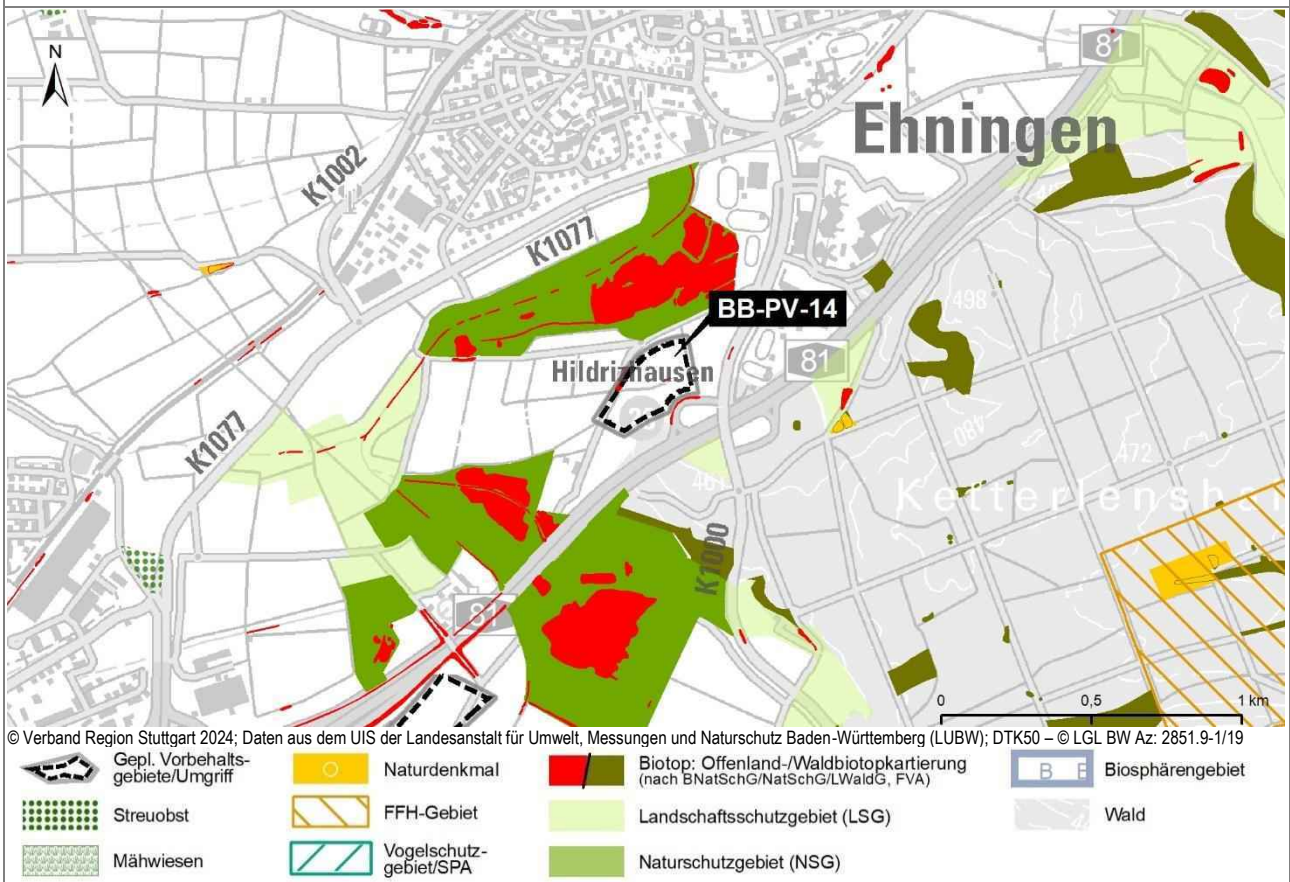 N
81
Ehningen
K1002
K1077
BB-PV-14
498
Hildrizhausen
81
K1077
461
480
472
K1000
81
0 0,5 1 km
© Verband Region Stuttgart 2024; Daten aus dem UIS der Landesanstalt für Umwelt, Messungen und Naturschutz Baden-Württemberg (LUBW); DTK50 – © LGL BW Az: 2851.9-1/19
Gepl. Vorbehalts-
gebiete/Umgriff
Naturdenkmal
Biotop: Offenland-/Waldbiotopkartierung
(nach BNatSchG/NatSchG/LWaldG, FVA)
B B
Biosphärengebiet
Streuobst
FFH-Gebiet
Landschaftsschutzgebiet (LSG)
Wald
Mähwiesen
Vogelschutz-
gebiet/SPA
Naturschutzgebiet (NSG)